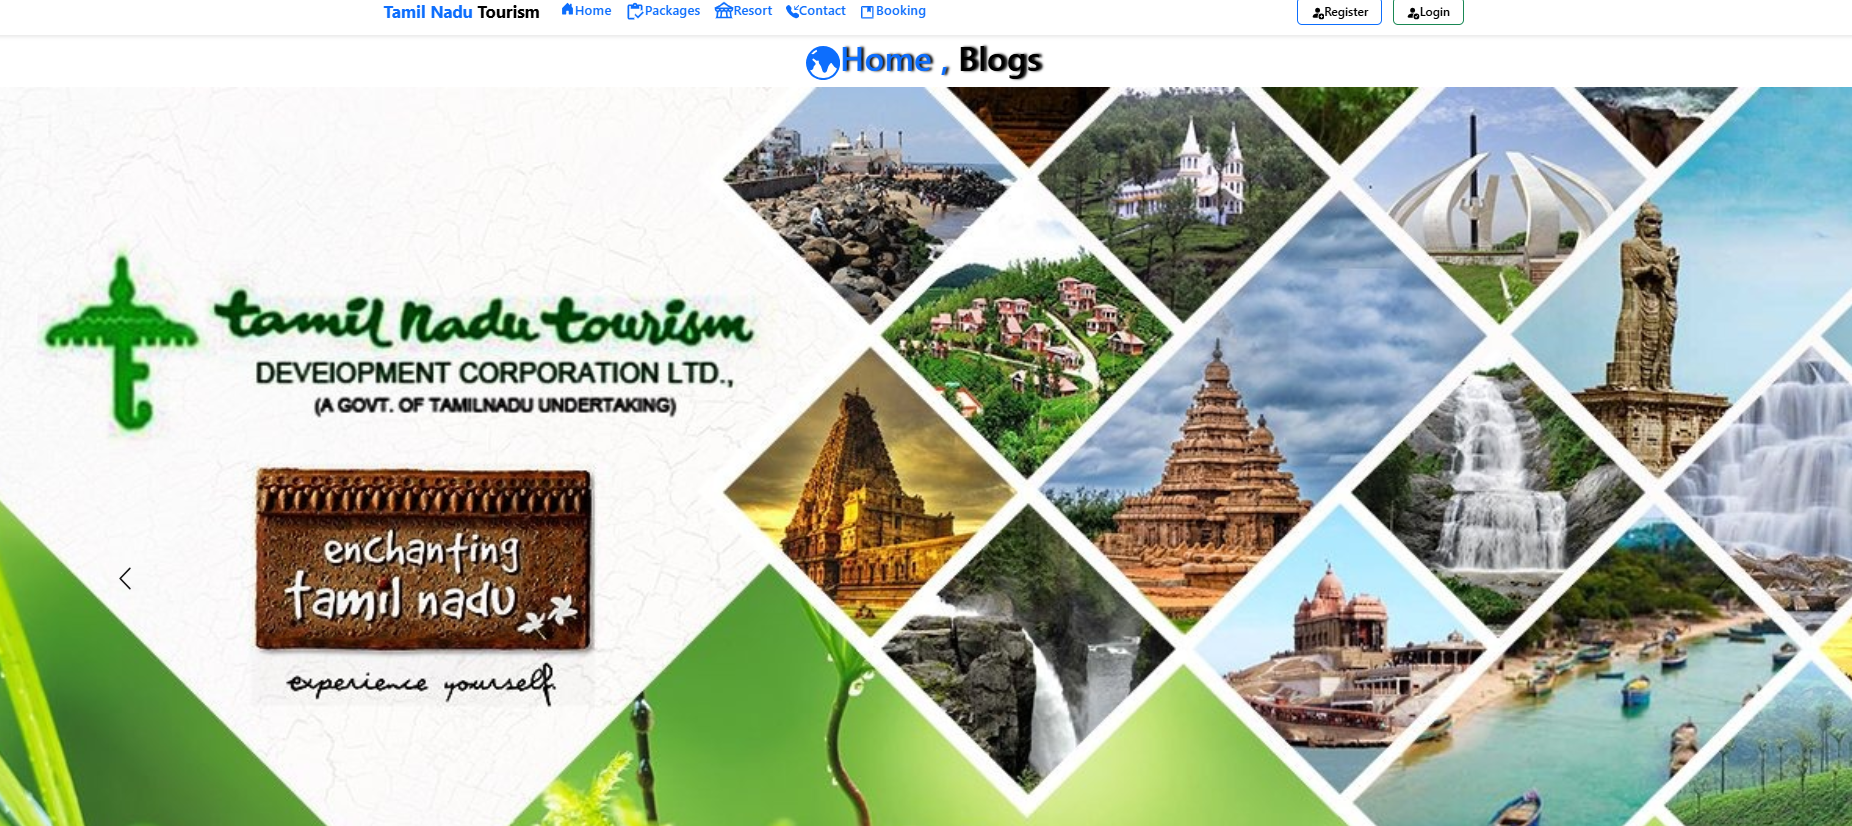 Tamil Nadu Tourism Home Packages Resort Contact Booking Register Login
Home , Blogs
tamil nadu tourism
DEVEIOPMENT CORPORATION LTD.,
(A GOVT. OF TAMILNADU UNDERTAKING)
enchanting
tamil nadu
experience yourself.